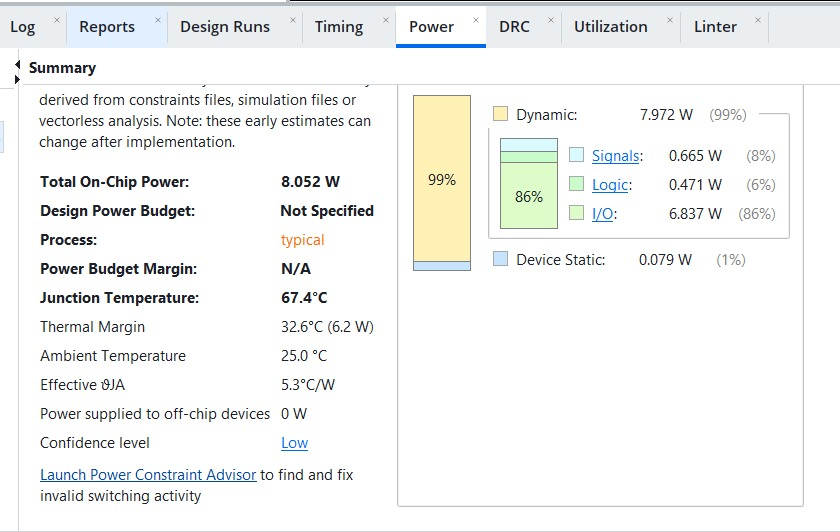 Log
Reports
Design Runs
Timing
Power
DRC
Utilization
Linter
Summary
derived from constraints files, simulation files or
vectorless analysis. Note: these early estimates can
change after implementation.
Total On-Chip Power: 8.052 W
Design Power Budget: Not Specified
Process: typical
Power Budget Margin: N/A
Junction Temperature: 67.4°C
Thermal Margin 32.6°C (6.2 W)
Ambient Temperature 25.0 °C
Effective ϑJA 5.3°C/W
Power supplied to off-chip devices 0 W
Confidence level Low
Launch Power Constraint Advisor to find and fix
invalid switching activity
99%
Dynamic: 7.972 W (99%)
86%
Signals: 0.665 W (8%)
Logic: 0.471 W (6%)
I/O: 6.837 W (86%)
Device Static: 0.079 W (1%)